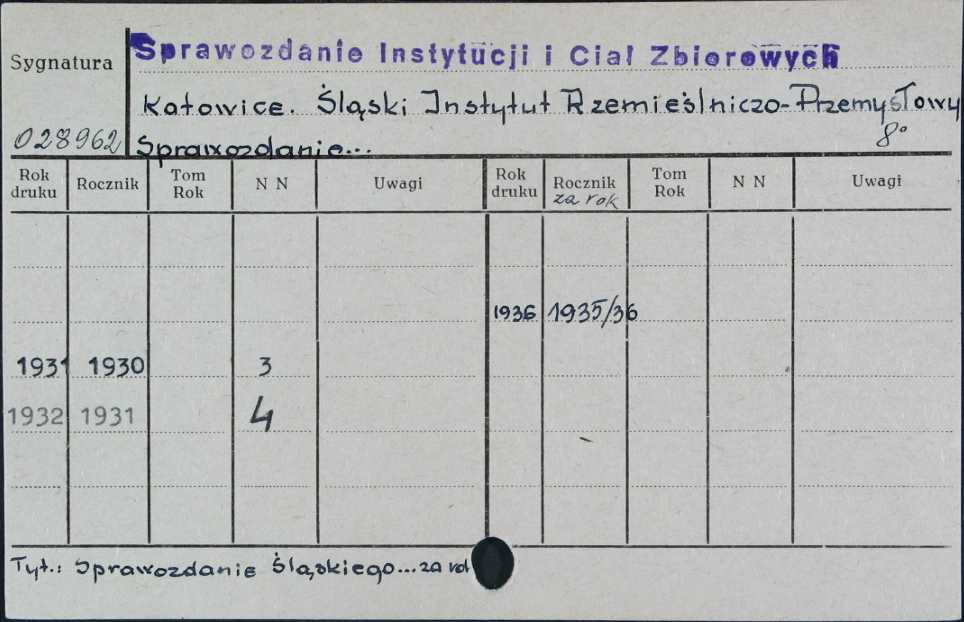 Sprawozdanie Instytucji i Ciał Zbiorowych
Sygnatura
Katowice. Śląski Instytut Rzemieślniczo-Przemysłowy
028962 Sprawozdanie... 8°
Rok druku Rocznik Tom Rok N N Uwagi Rok druku Rocznik za rok Tom Rok N N Uwagi
1936 1935/36
1931 1930 3
1932 1931 4
Tyt.: Sprawozdanie Śląskiego... za rok